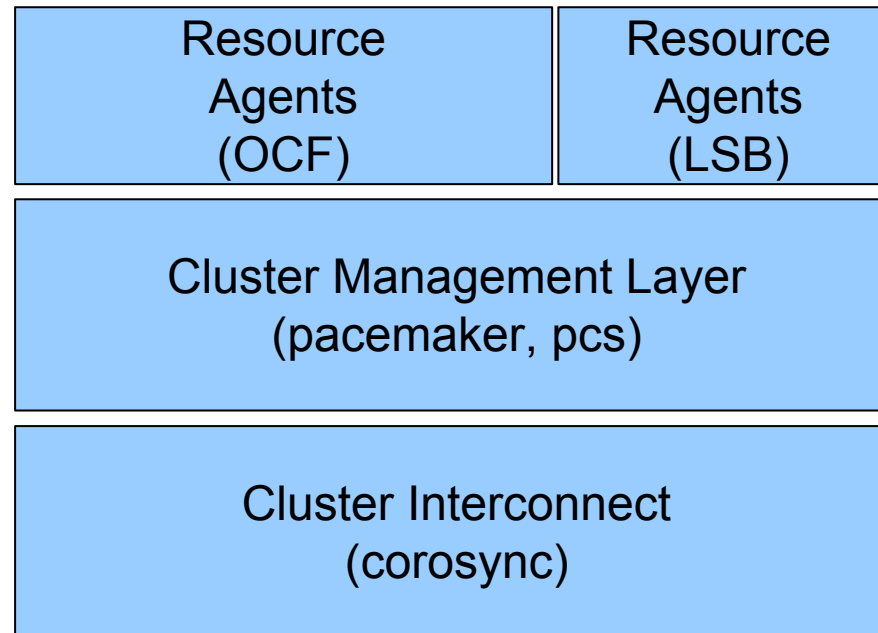 Resource
Agents
(OCF)
Resource
Agents
(LSB)
Cluster Management Layer
(pacemaker, pcs)
Cluster Interconnect
(corosync)